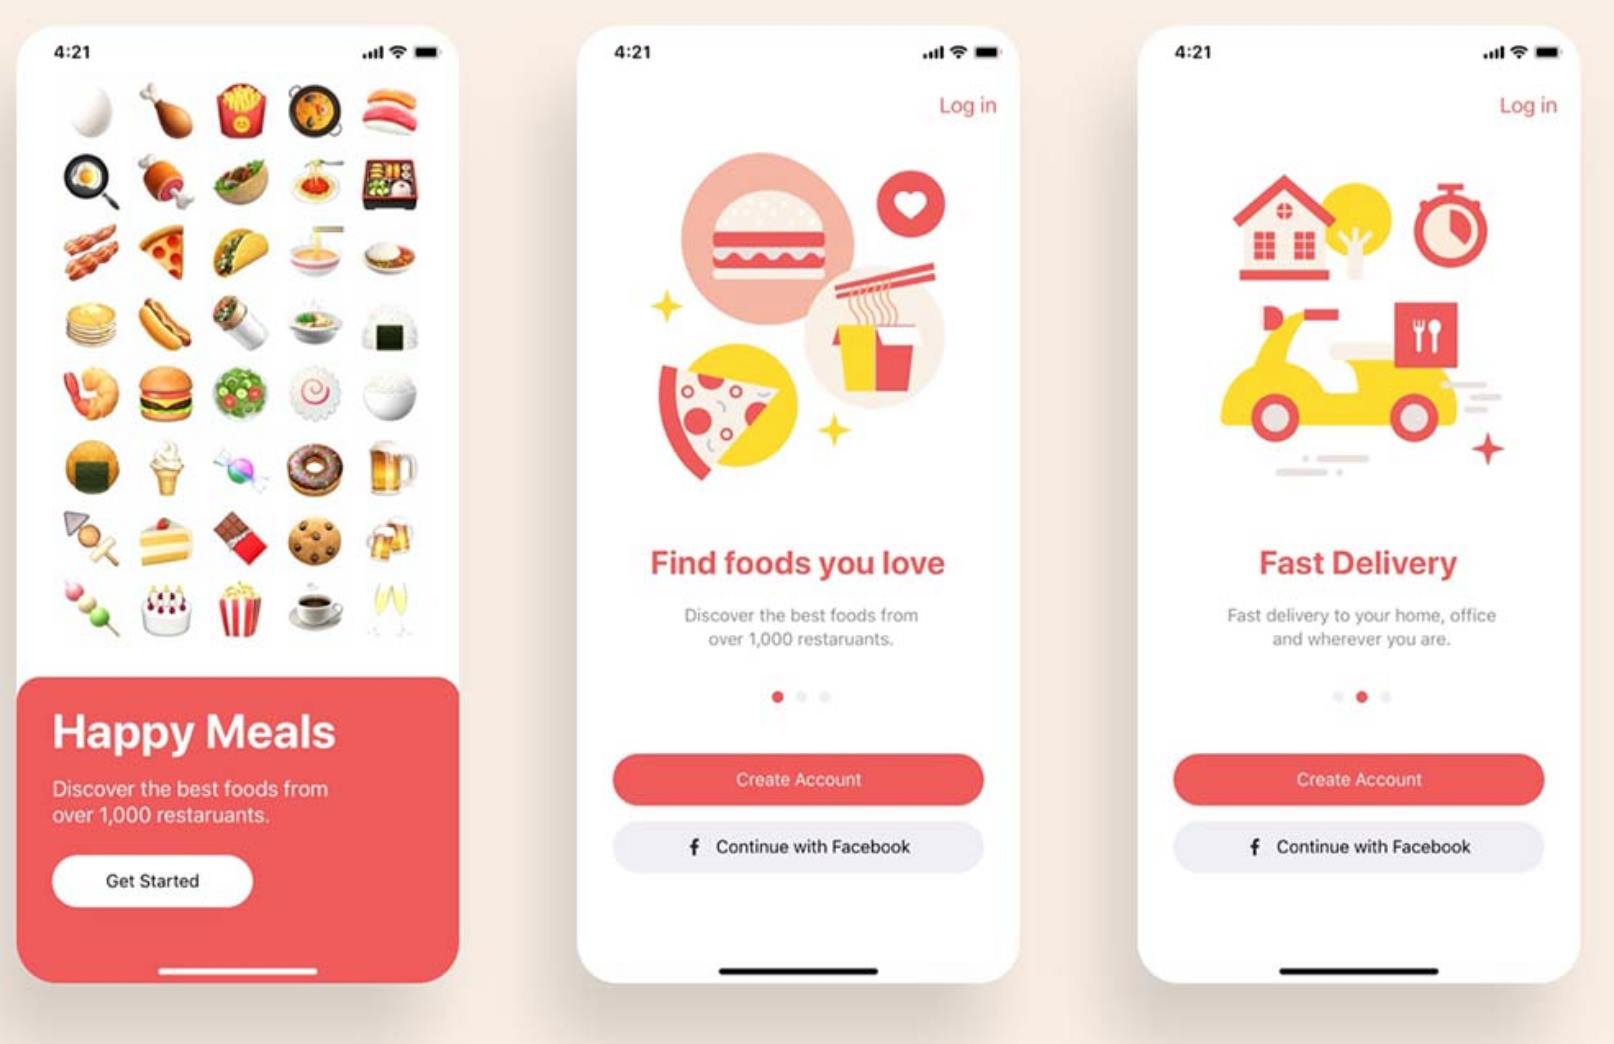 4:21
Happy Meals
Discover the best foods from
over 1,000 restaruants.
Get Started
4:21
Log in
Find foods you love
Discover the best foods from
over 1,000 restaruants.
Create Account
f Continue with Facebook
4:21
Log in
Fast Delivery
Fast delivery to your home, office
and wherever you are.
Create Account
f Continue with Facebook